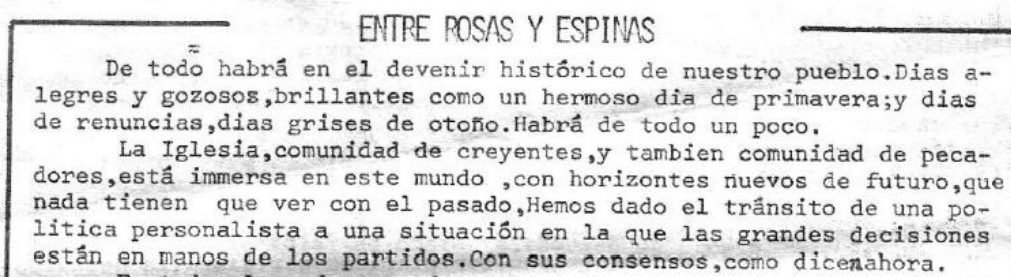 ENTRE ROSAS Y ESPINAS
De todo habrá en el devenir histórico de nuestro pueblo.Dias a-
legres y gozosos,brillantes como un hermoso dia de primavera;y dias
de renuncias,dias grises de otoño.Habrá de todo un poco.
La Iglesia,comunidad de creyentes,y tambien comunidad de peca-
dores,está immersa en este mundo ,con horizontes nuevos de futuro,que
nada tienen que ver con el pasado,Hemos dado el tránsito de una po-
litica personalista a una situación en la que las grandes decisiones
están en manos de los partidos.Con sus consensos,como dicenahora.